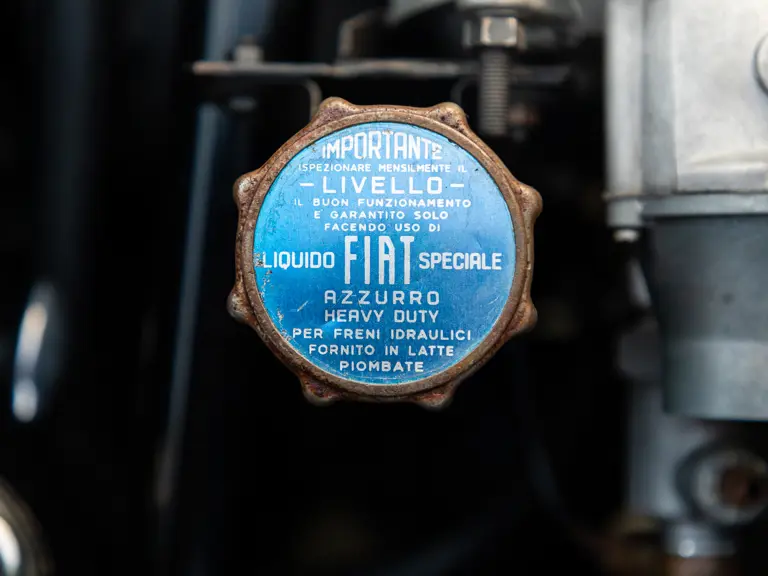 IMPORTANTE
ISPEZIONARE MENSILMENTE IL
- LIVELLO -
IL BUON FUNZIONAMENTO
E GARANTITO SOLO
FACENDO USO DI
LIQUIDO FIAT SPECIALE
AZZURRO
HEAVY DUTY
PER FRENI IDRAULICI
FORNITO IN LATTE
PIOMBATE